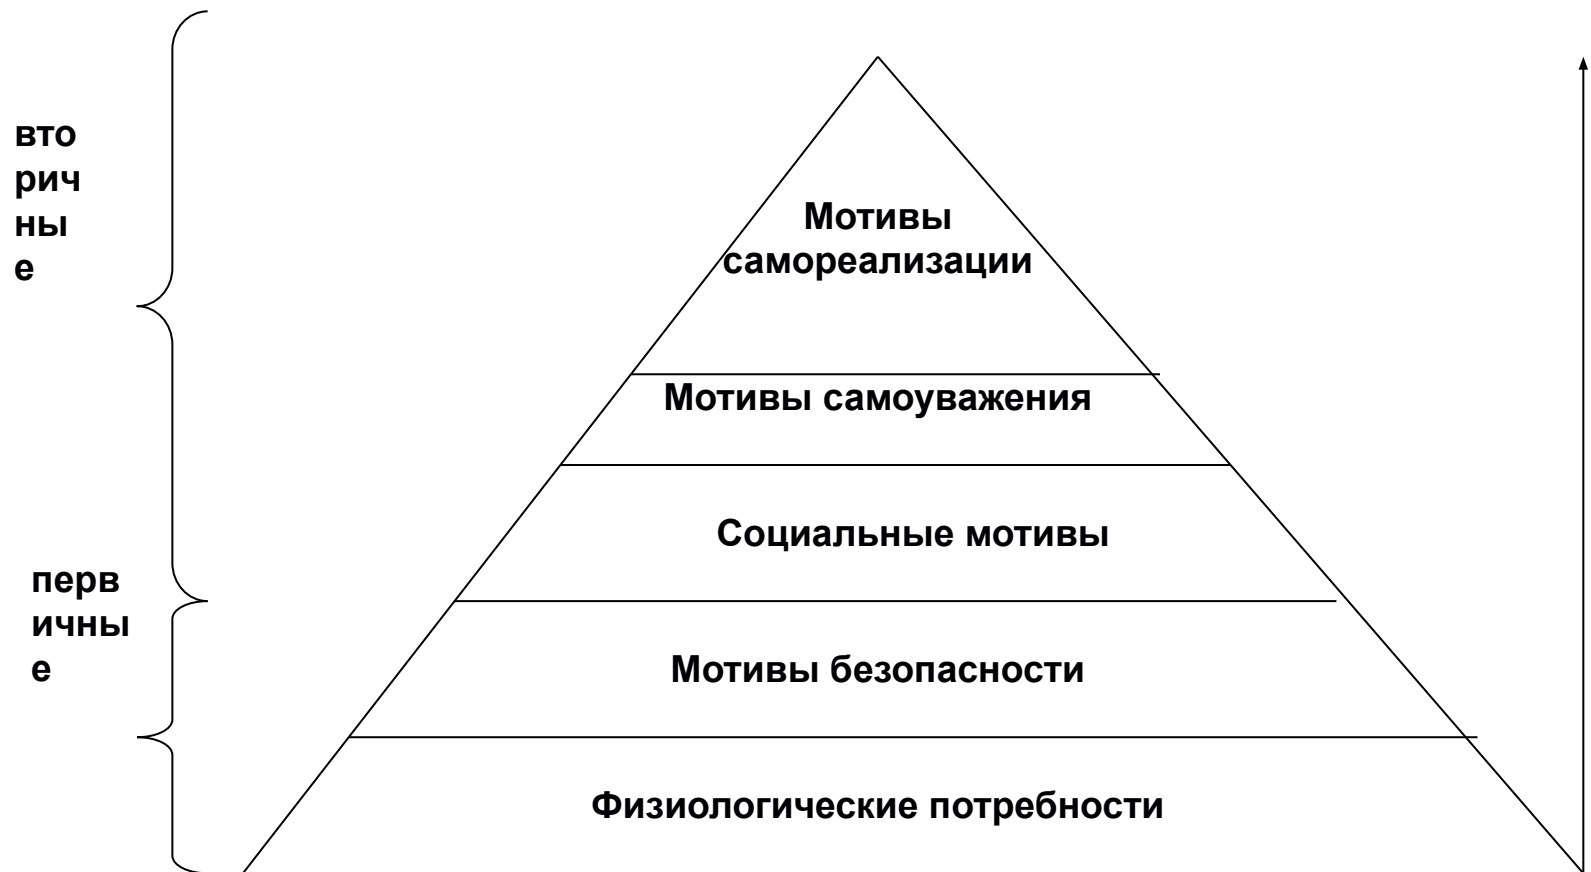 вто
рич
ны
е
Мотивы
самореализации
Мотивы самоуважения
Социальные мотивы
перв
ичны
е
Мотивы безопасности
Физиологические потребности